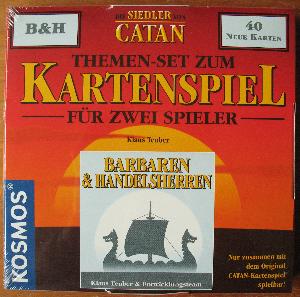 DIE SIEDLER VON
B&H
CATAN
40
NEUE KARTEN
THEMEN-SET ZUM
KARTENSPIEL
FÜR ZWEI SPIELER
Klaus Teuber
BARBAREN
& HANDELSHERREN
KOSMOS
Klaus Teuber & Entwicklungsteam
Nur zusammen mit
dem Original
CATAN-Kartenspiel
spielbar!